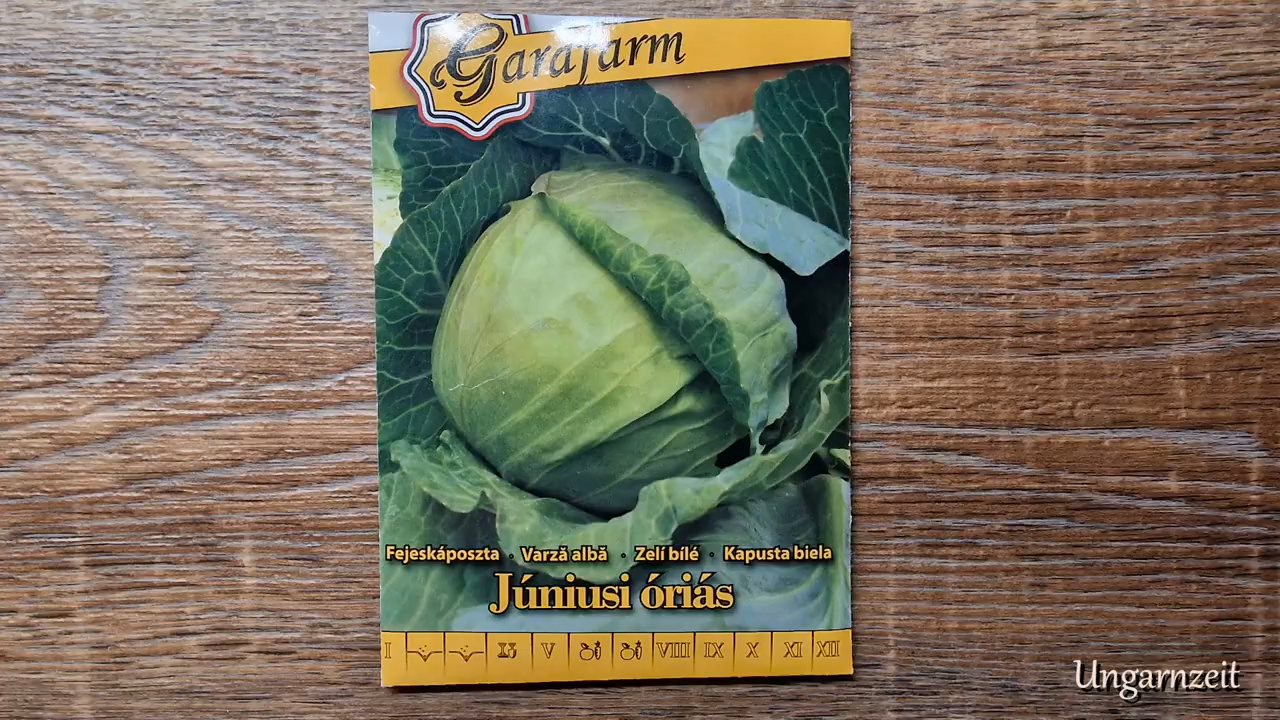 Garafarm
Fejeskáposzta · Varză albă · Zelí bílé · Kapusta biela
Júniusi óriás
I V VIII IX X XI XII
Ungarnzeit